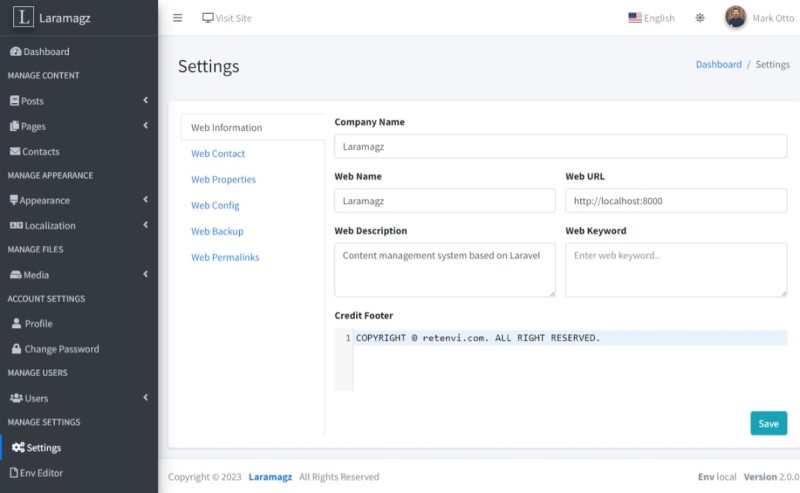 L Laramagz
Visit Site
English
Mark Otto
Dashboard
MANAGE CONTENT
Posts
Pages
Contacts
MANAGE APPEARANCE
Appearance
Localization
MANAGE FILES
Media
ACCOUNT SETTINGS
Profile
Change Password
MANAGE USERS
Users
MANAGE SETTINGS
Settings
Env Editor
Settings
Dashboard / Settings
Web Information
Web Contact
Web Properties
Web Config
Web Backup
Web Permalinks
Company Name
Laramagz
Web Name
Laramagz
Web URL
http://localhost:8000
Web Description
Content management system based on Laravel
Web Keyword
Enter web keyword..
Credit Footer
1 COPYRIGHT © retenvi.com. ALL RIGHT RESERVED.
Save
Copyright © 2023 Laramagz All Rights Reserved
Env local Version 2.0.0